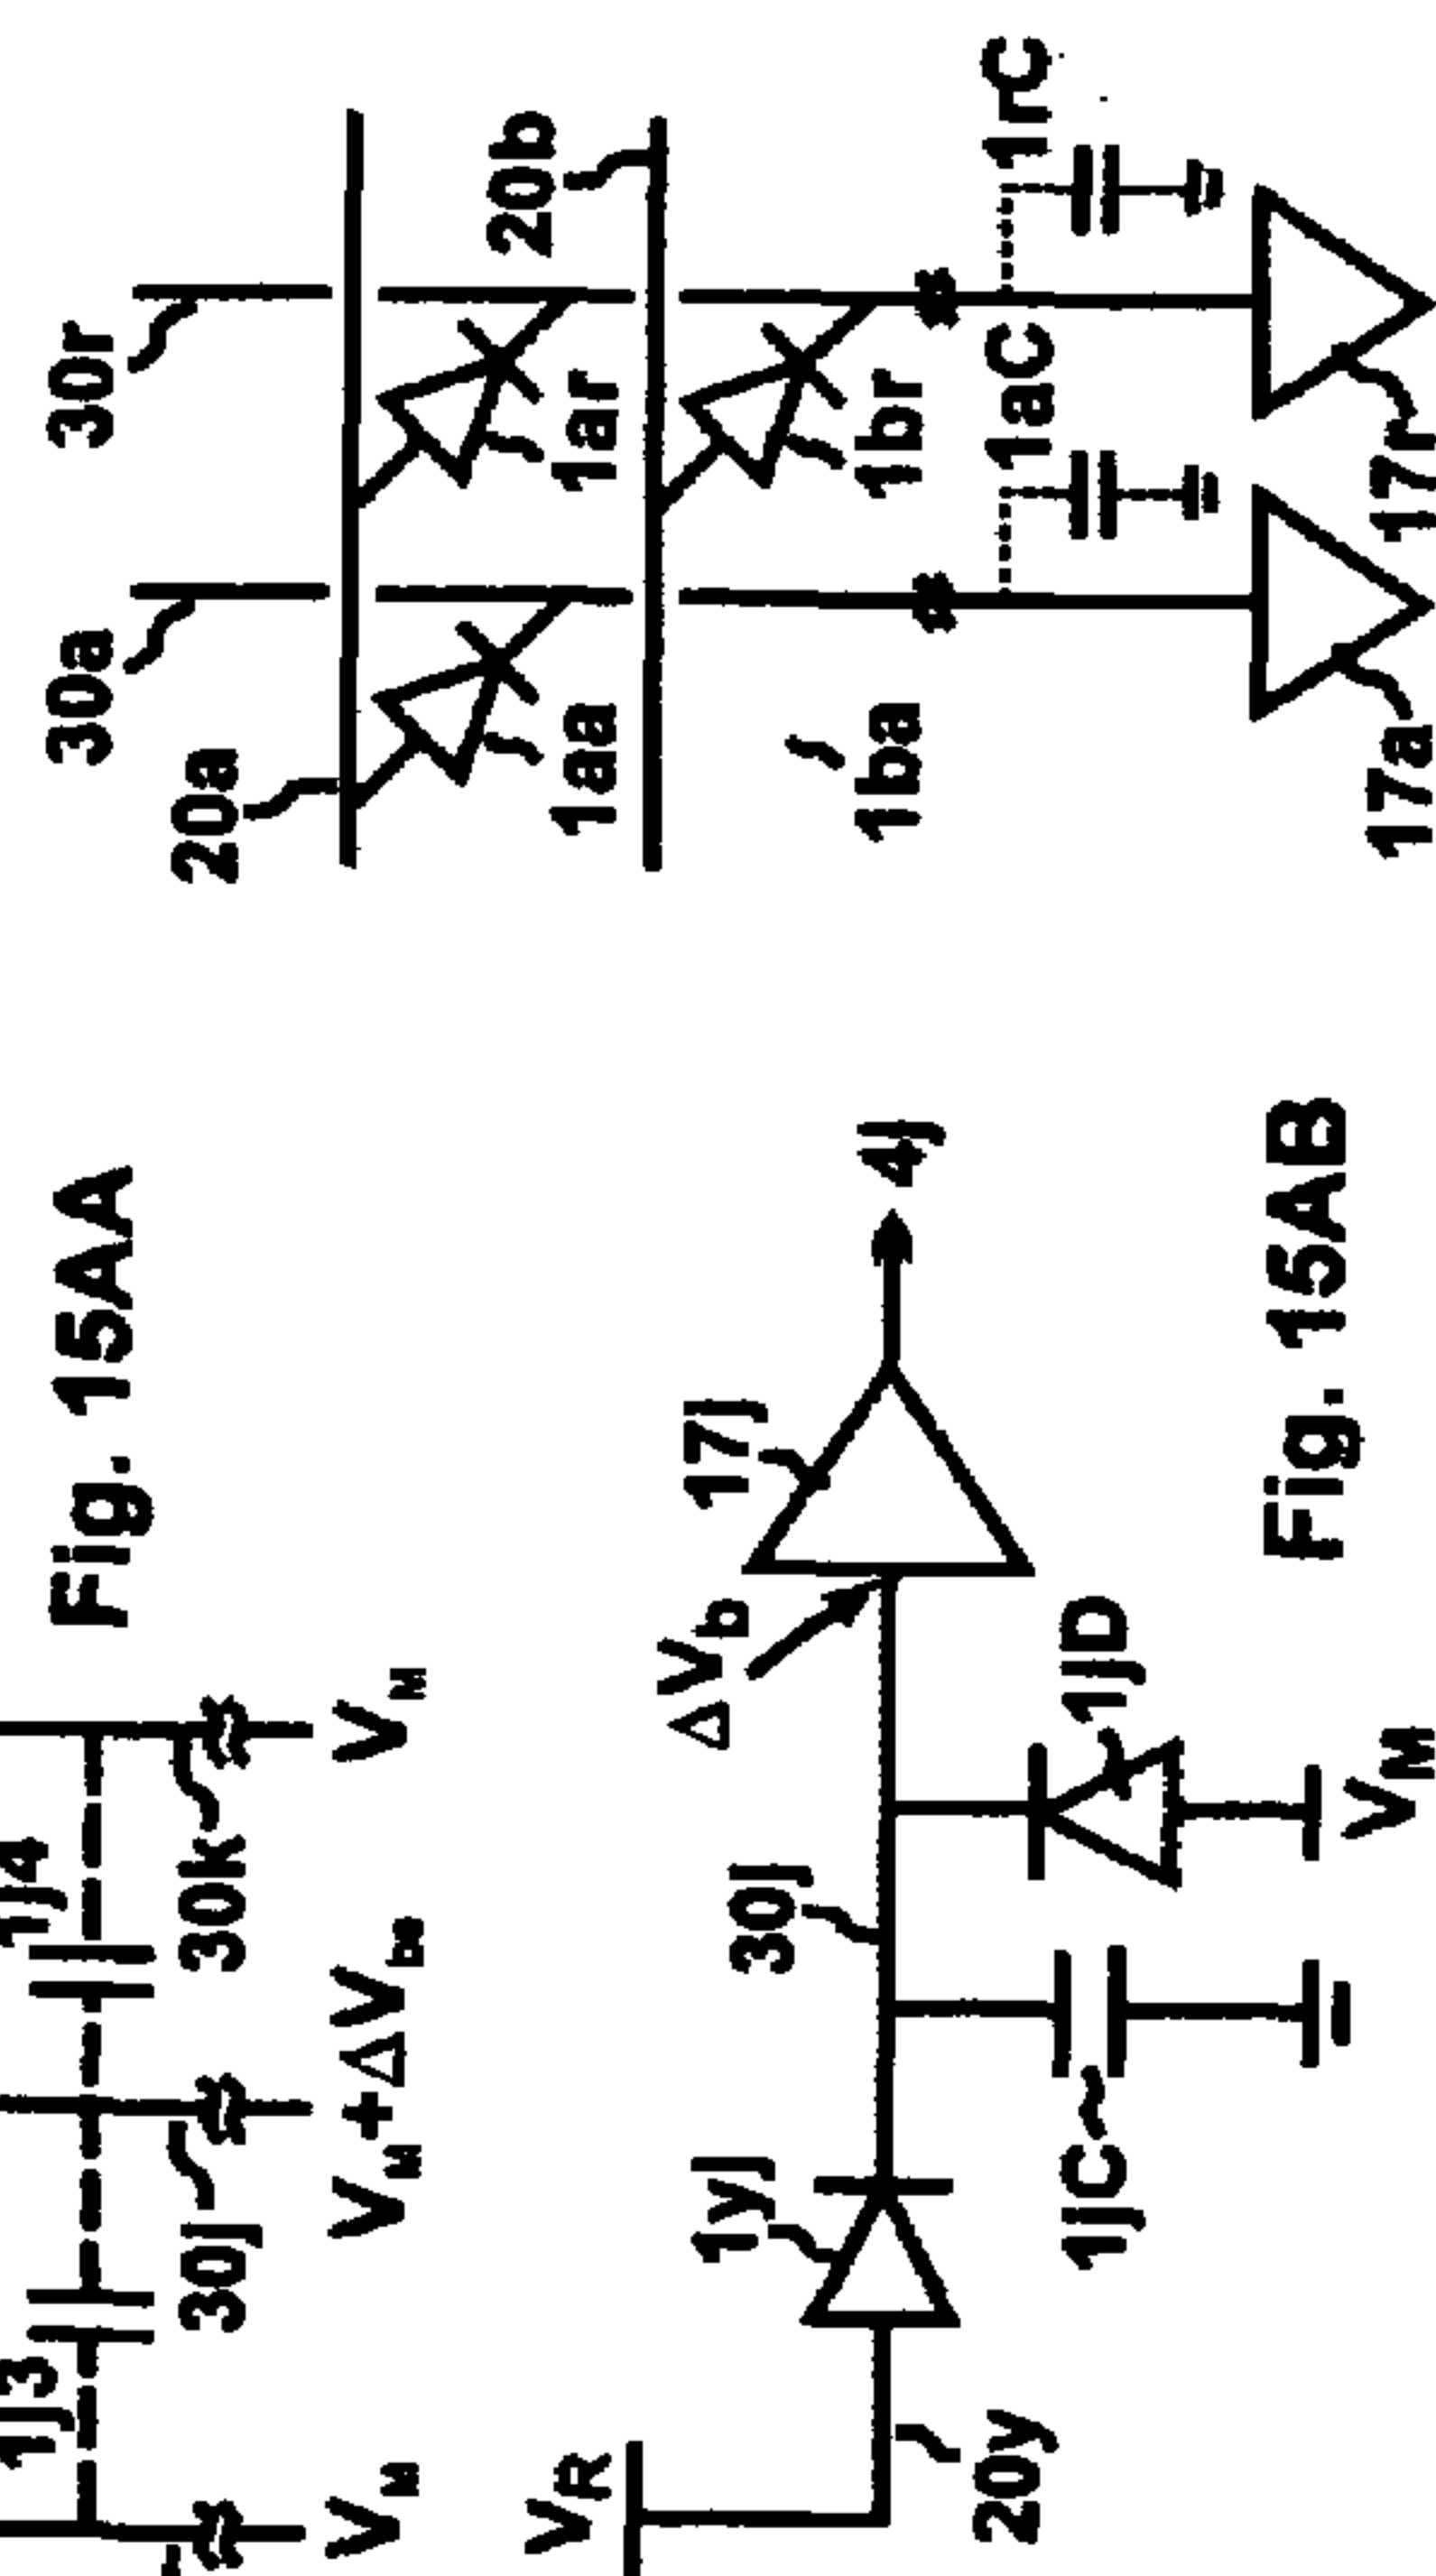 30a
30r
20a
20b
1aa
1ar
1ba
1br
1aC
1rC
17a
17r
1j3
1j4
30j
30k
VM
VM+ΔVbs
VM
Fig. 15AA
VR
20y
1yj
30j
ΔVb
17j
4j
1jC
1jD
VM
Fig. 15AB